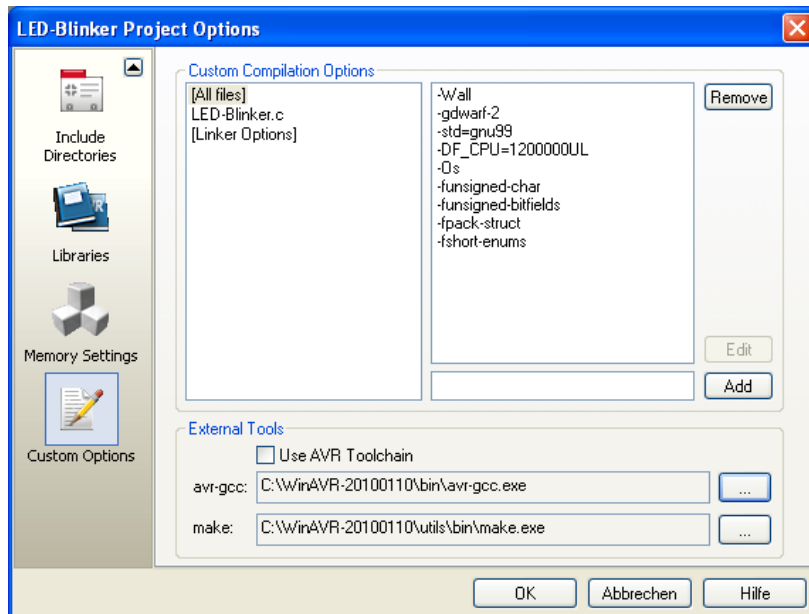 LED-Blinker Project Options
Include
Directories
Libraries
Memory Settings
Custom Options
Custom Compilation Options
[All files]
LED-Blinker.c
[Linker Options]
-Wall
-gdwarf-2
-std=gnu99
-DF_CPU=1200000UL
-Os
-funsigned-char
-funsigned-bitfields
-fpack-struct
-fshort-enums
Remove
Edit
Add
External Tools
Use AVR Toolchain
avr-gcc: C:\WinAVR-20100110\bin\avr-gcc.exe ...
make: C:\WinAVR-20100110\utils\bin\make.exe ...
OK Abbrechen Hilfe